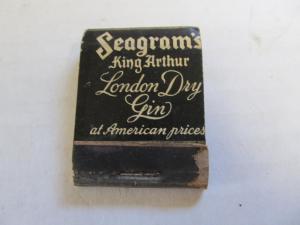 Seagram's
King Arthur
London Dry
Gin
at American prices